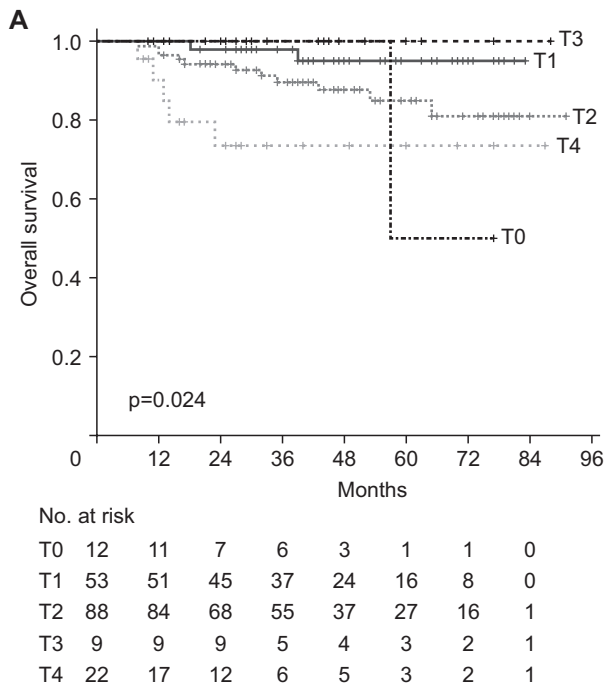 A
1.0
0.8
0.6
0.4
0.2
Overall survival
T3
T1
T2
T4
T0
p=0.024
0 12 24 36 48 60 72 84 96
Months
No. at risk
T0 12 11 7 6 3 1 1 0
T1 53 51 45 37 24 16 8 0
T2 88 84 68 55 37 27 16 1
T3 9 9 9 5 4 3 2 1
T4 22 17 12 6 5 3 2 1